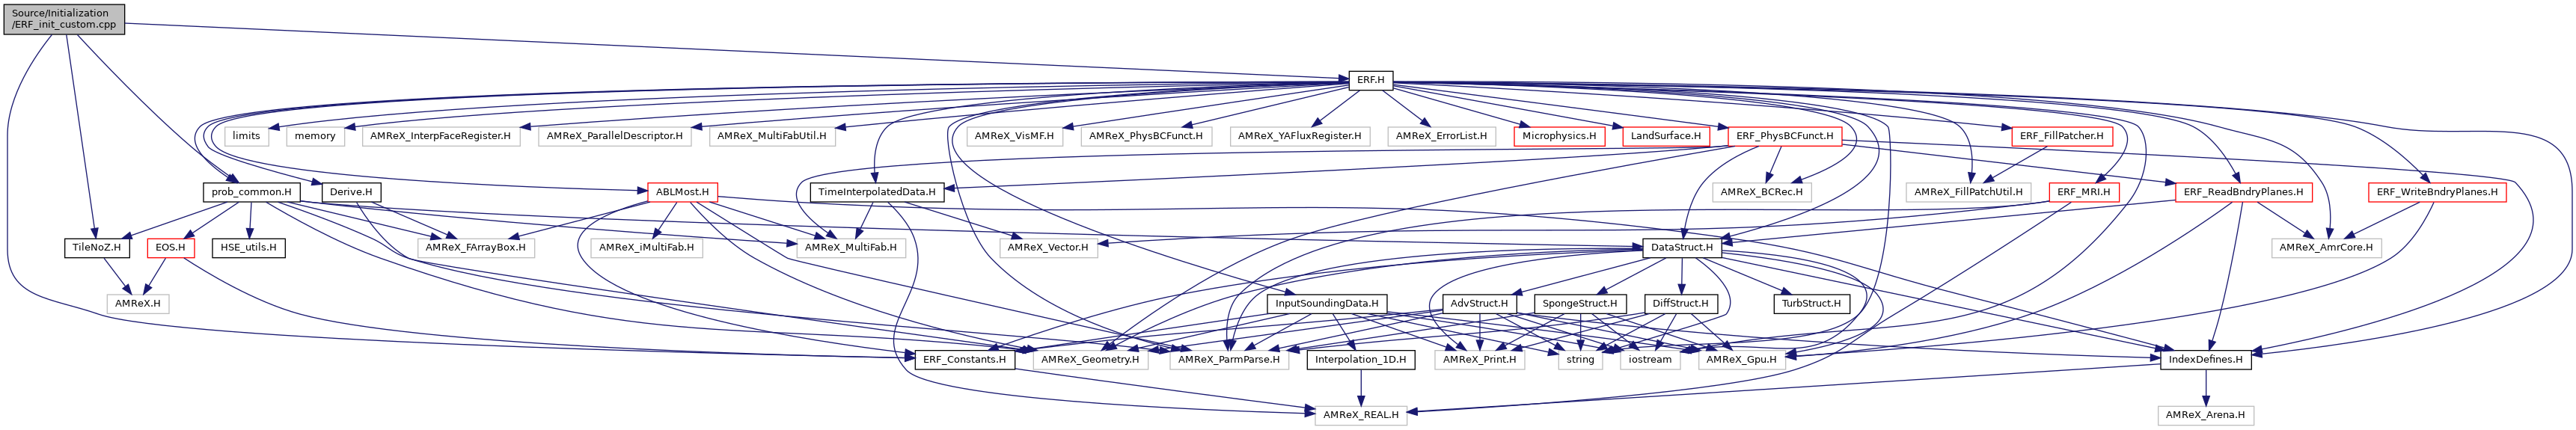 Source/Initialization
/ERF_init_custom.cpp
ERF.H
limits
memory
AMReX_InterpFaceRegister.H
AMReX_ParallelDescriptor.H
AMReX_MultiFabUtil.H
AMReX_VisMF.H
AMReX_PhysBCFunct.H
AMReX_YAFluxRegister.H
AMReX_ErrorList.H
Microphysics.H
LandSurface.H
ERF_PhysBCFunct.H
ERF_FillPatcher.H
prob_common.H
Derive.H
ABLMost.H
TimeInterpolatedData.H
AMReX_BCRec.H
AMReX_FillPatchUtil.H
ERF_MRI.H
ERF_ReadBndryPlanes.H
ERF_WriteBndryPlanes.H
TileNoZ.H
EOS.H
HSE_utils.H
AMReX_FArrayBox.H
AMReX_iMultiFab.H
AMReX_MultiFab.H
AMReX_Vector.H
DataStruct.H
AMReX_AmrCore.H
AMReX.H
InputSoundingData.H
AdvStruct.H
SpongeStruct.H
DiffStruct.H
TurbStruct.H
ERF_Constants.H
AMReX_Geometry.H
AMReX_ParmParse.H
Interpolation_1D.H
AMReX_Print.H
string
iostream
AMReX_Gpu.H
IndexDefines.H
AMReX_REAL.H
AMReX_Arena.H